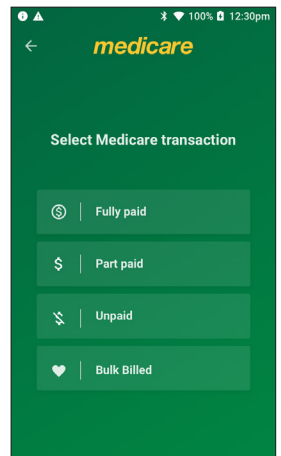 100% 12:30pm
medicare
Select Medicare transaction
Fully paid
Part paid
Unpaid
Bulk Billed